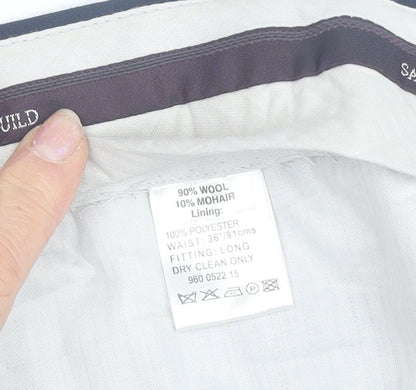 UILD
SA
90% WOOL
10% MOHAIR
Lining:
100% POLYESTER
WAIST: 36"/91cms
FITTING: LONG
DRY CLEAN ONLY
960 0522 15